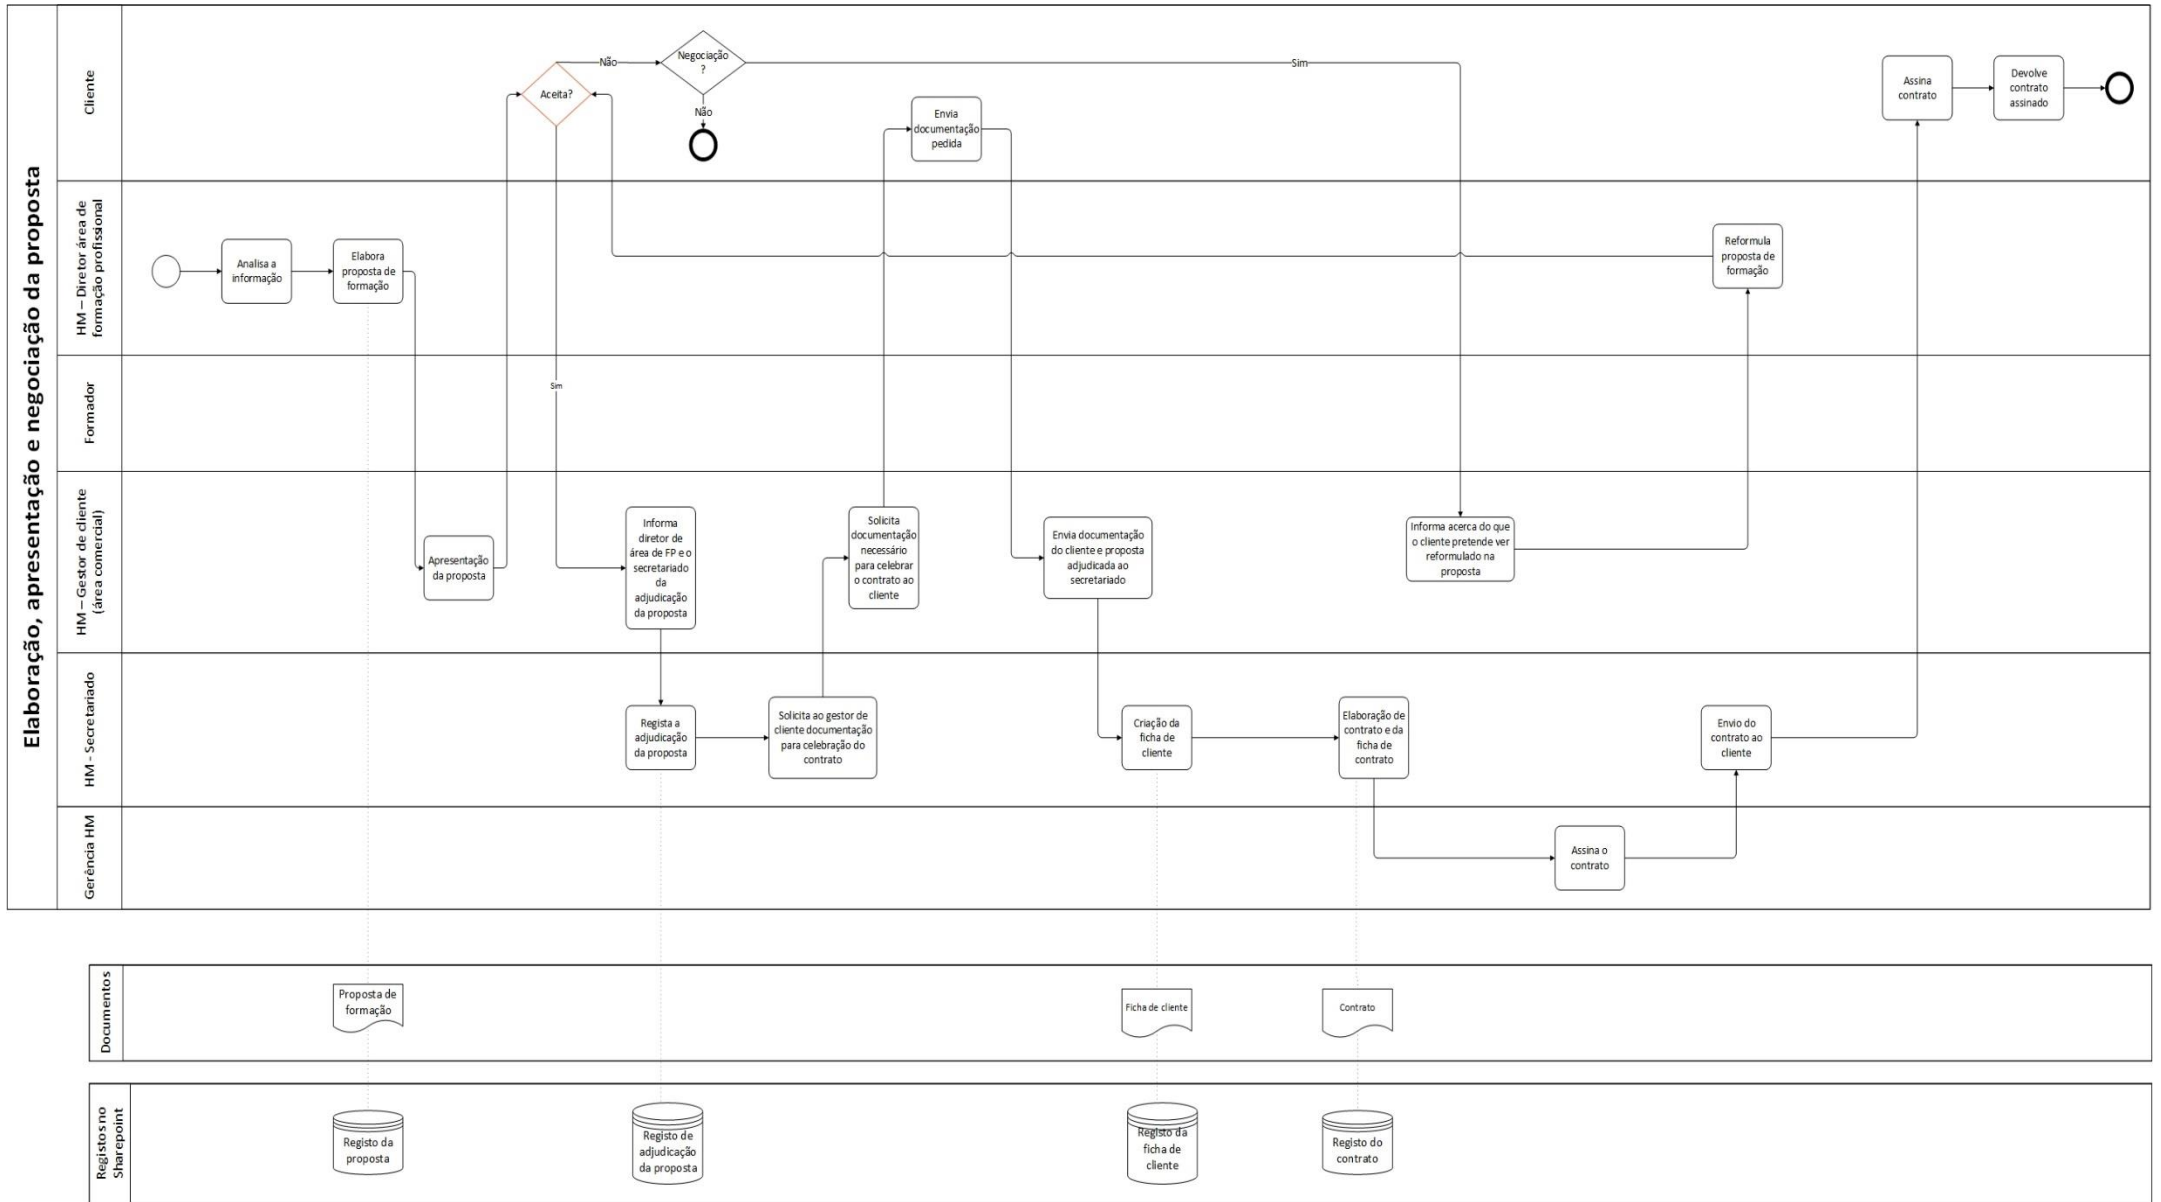 Elaboração, apresentação e negociação da proposta
Cliente
Aceita?
Não
Negociação
?
Não
Sim
Envia
documentação
pedida
Assina
contrato
Devolve
contrato
assinado
HM – Diretor área de
formação profissional
Analisa a
informação
Elabora
proposta de
formação
Reformula
proposta de
formação
Formador
Sim
HM – Gestor de cliente
(área comercial)
Apresentação
da proposta
Informa
diretor de
área de FP e o
secretariado
da
adjudicação
da proposta
Solicita
documentação
necessário
para celebrar
o contrato ao
cliente
Envia documentação
do cliente e proposta
adjudicada ao
secretariado
Informa acerca do que
o cliente pretende ver
reformulado na
proposta
HM - Secretariado
Regista a
adjudicação
da proposta
Solicita ao gestor de
cliente documentação
para celebração do
contrato
Criação da
ficha de
cliente
Elaboração de
contrato e da
ficha de
contrato
Envio do
contrato ao
cliente
Gerência HM
Assina o
contrato
Documentos
Proposta de
formação
Ficha de cliente
Contrato
Registos no
Sharepoint
Registo da
proposta
Registo de
adjudicação
da proposta
Registo da
ficha de
cliente
Registo do
contrato